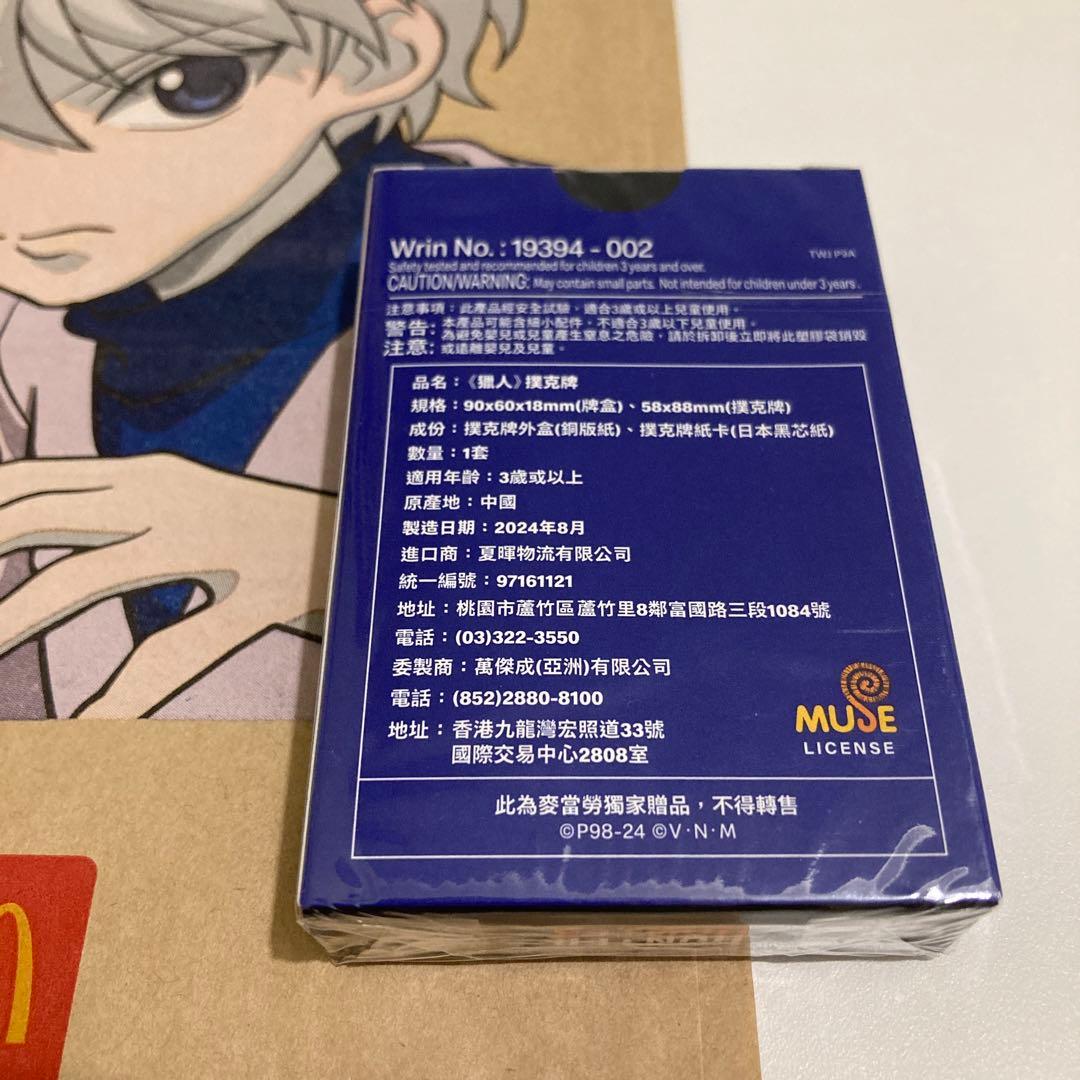 Wrin No.: 19394 - 002
TW) P9A
Safety tested and recommended for children 3 years and over.
CAUTION/WARNING: May contain small parts. Not intended for children under 3 years.
注意事項：此產品經安全試驗，適合3歲或以上兒童使用。
警告: 本產品可能含細小配件，不適合3歲以下兒童使用。
注意: 為避免嬰兒或兒童產生窒息之危險，請於拆卸後立即將此塑膠袋銷毀
或遠離嬰兒及兒童。
品名：《獵人》撲克牌
規格：90x60x18mm(牌盒)、58x88mm(撲克牌)
成份：撲克牌外盒(銅版紙)、撲克牌紙卡(日本黑芯紙)
數量：1套
適用年齡：3歲或以上
原產地：中國
製造日期：2024年8月
進口商：夏暉物流有限公司
統一編號：97161121
地址：桃園市蘆竹區蘆竹里8鄰富國路三段1084號
電話：(03)322-3550
委製商：萬傑成(亞洲)有限公司
電話：(852)2880-8100
地址：香港九龍灣宏照道33號
國際交易中心2808室
MUSE
LICENSE
此為麥當勞獨家贈品，不得轉售
©P98-24 ©V·N·M